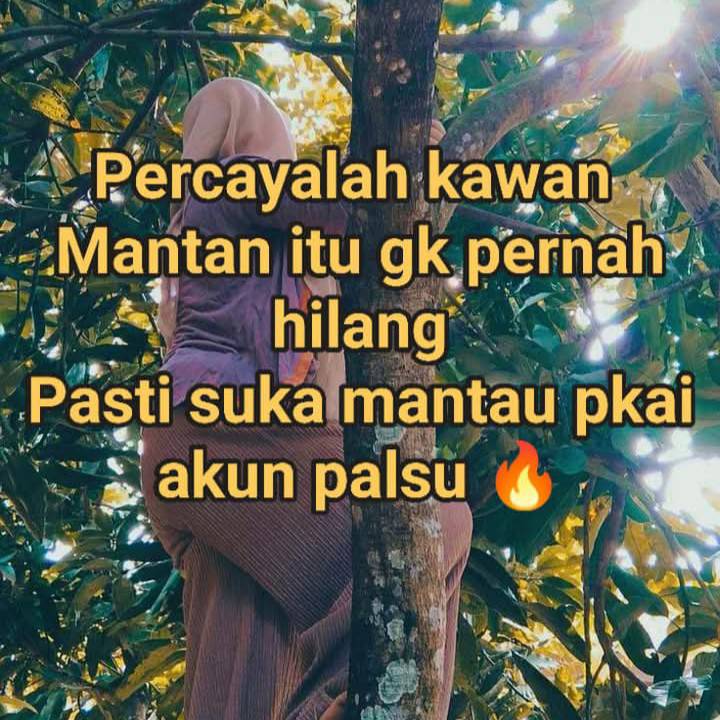 Percayalah kawan
Mantan itu gk pernah
hilang
Pasti suka mantau pkai
akun palsu 🔥